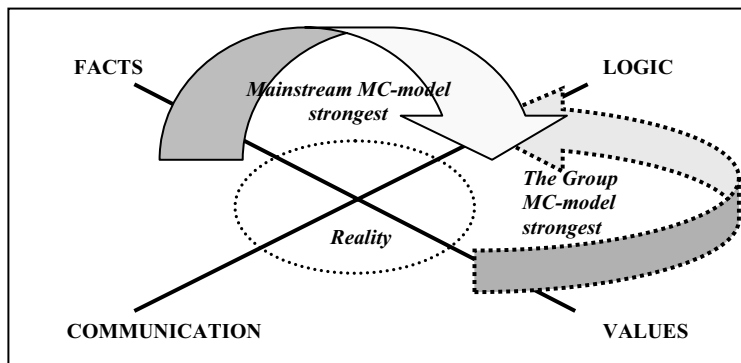 FACTS
LOGIC
Mainstream MC-model
strongest
The Group
MC-model
strongest
Reality
COMMUNICATION
VALUES